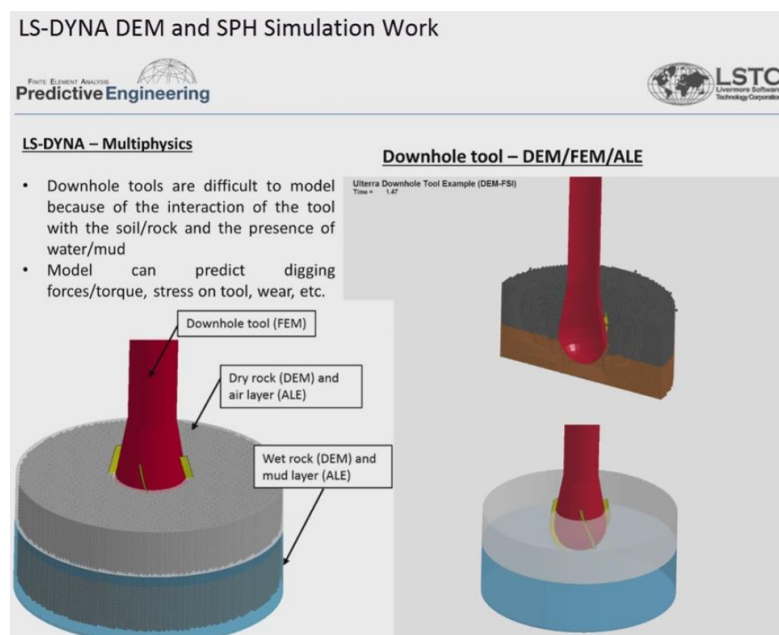 LS-DYNA DEM and SPH Simulation Work
FINITE ELEMENT ANALYSIS
Predictive Engineering
LSTC
Livermore Software
Technology Corporation
LS-DYNA – Multiphysics
• Downhole tools are difficult to model
because of the interaction of the tool
with the soil/rock and the presence of
water/mud
• Model can predict digging
forces/torque, stress on tool, wear, etc.
Downhole tool (FEM)
Dry rock (DEM) and
air layer (ALE)
Wet rock (DEM) and
mud layer (ALE)
Downhole tool – DEM/FEM/ALE
Ulterra Downhole Tool Example (DEM-FSI)
Time = 1.47